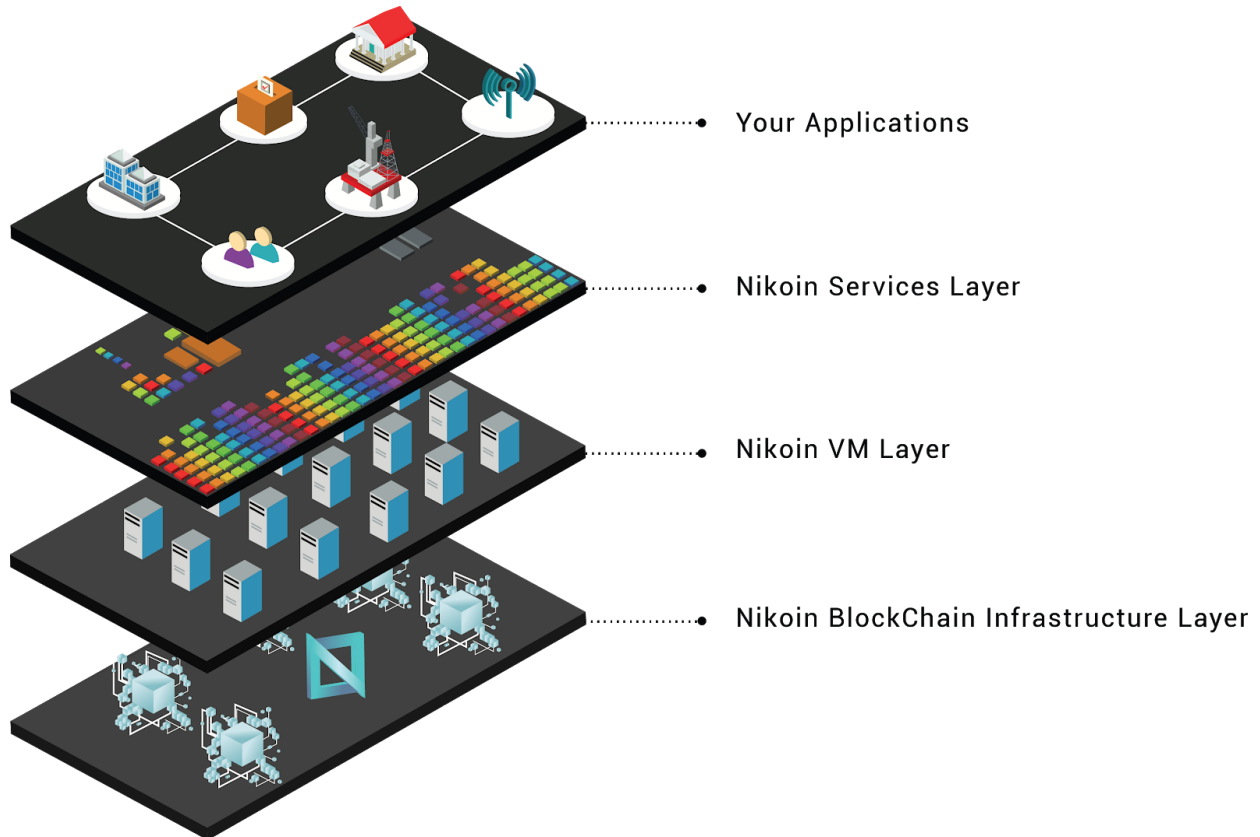 Your Applications
Nikoin Services Layer
Nikoin VM Layer
Nikoin BlockChain Infrastructure Layer